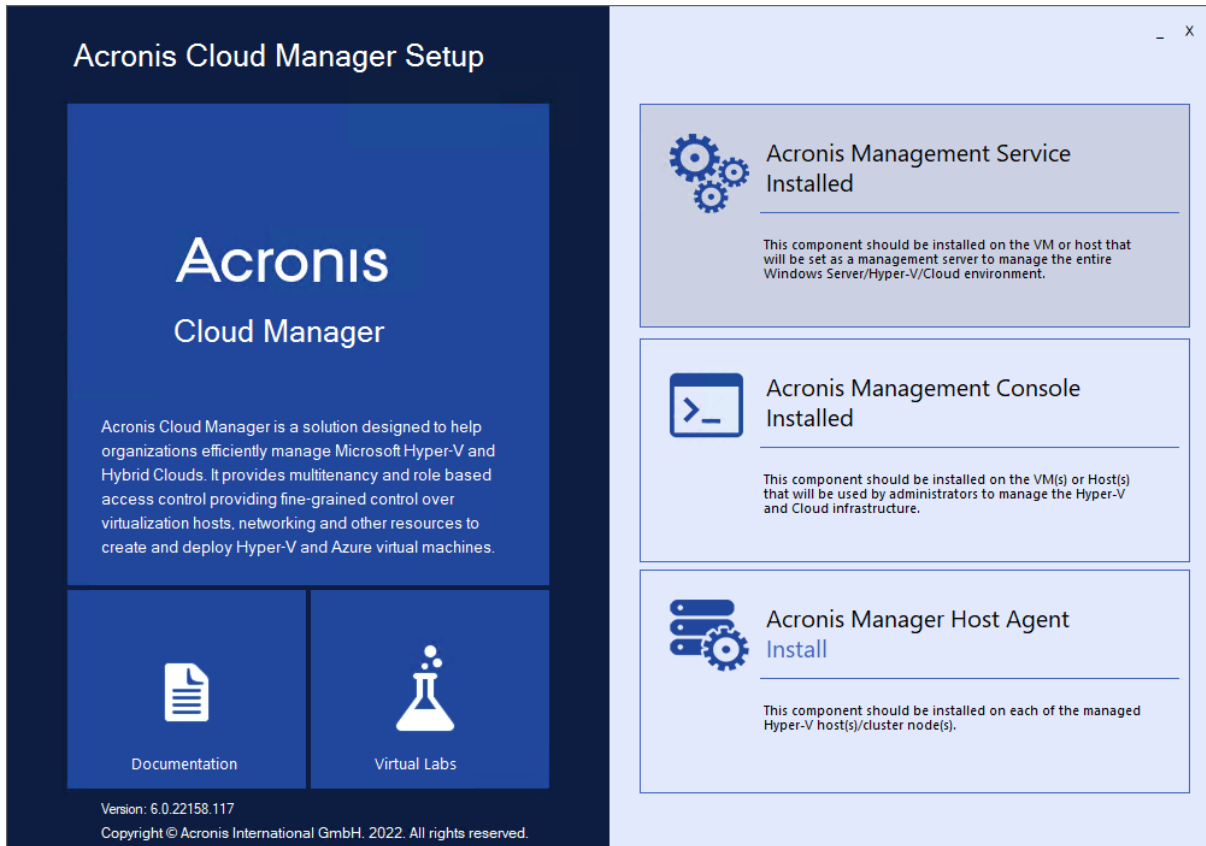 Acronis Cloud Manager Setup
_ X
Acronis
Cloud Manager
Acronis Cloud Manager is a solution designed to help
organizations efficiently manage Microsoft Hyper-V and
Hybrid Clouds. It provides multitenancy and role based
access control providing fine-grained control over
virtualization hosts, networking and other resources to
create and deploy Hyper-V and Azure virtual machines.
Documentation
Virtual Labs
Version: 6.0.22158.117
Copyright © Acronis International GmbH. 2022. All rights reserved.
Acronis Management Service
Installed
This component should be installed on the VM or host that
will be set as a management server to manage the entire
Windows Server/Hyper-V/Cloud environment.
Acronis Management Console
Installed
This component should be installed on the VM(s) or Host(s)
that will be used by administrators to manage the Hyper-V
and Cloud infrastructure.
Acronis Manager Host Agent
Install
This component should be installed on each of the managed
Hyper-V host(s)/cluster node(s).